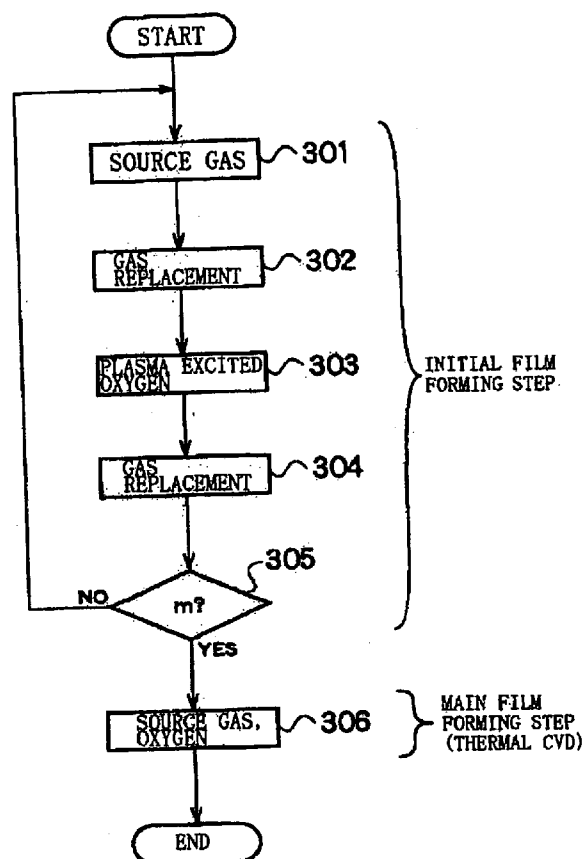 START
SOURCE GAS
301
GAS
REPLACEMENT
302
PLASMA EXCITED
OXYGEN
303
INITIAL FILM
FORMING STEP
GAS
REPLACEMENT
304
305
m?
NO
YES
SOURCE GAS,
OXYGEN
306
MAIN FILM
FORMING STEP
(THERMAL CVD)
END